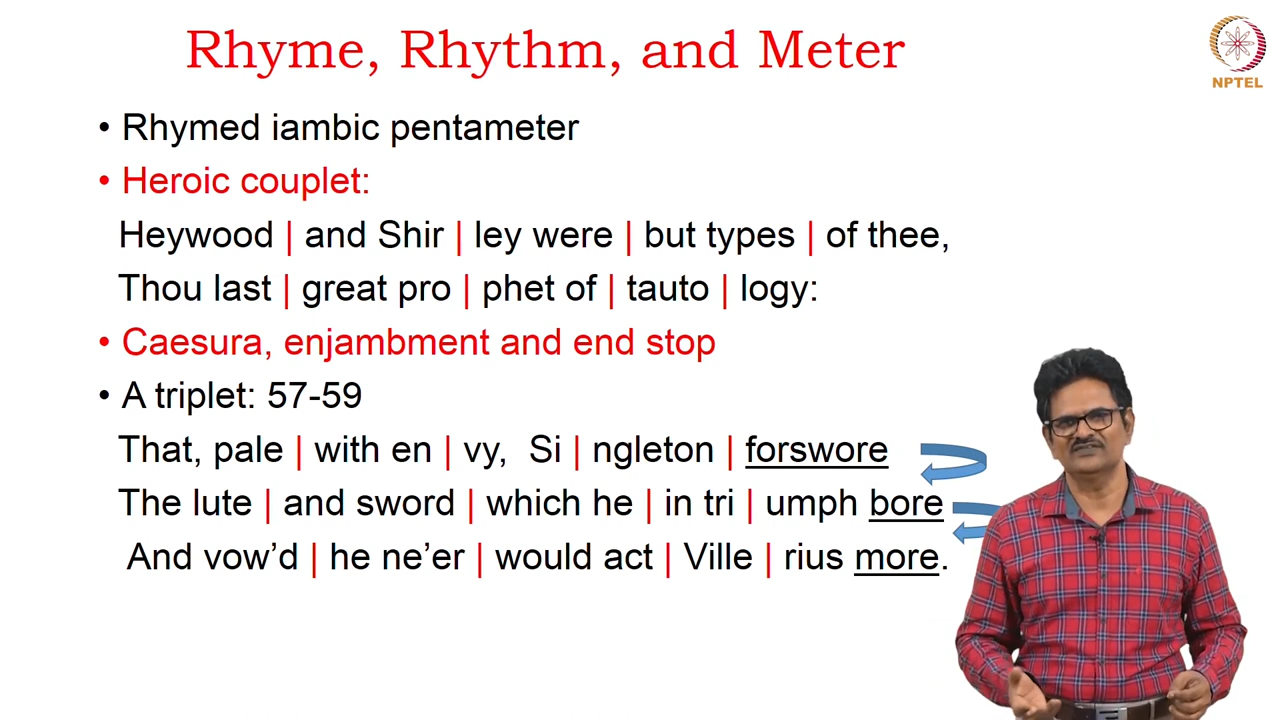 Rhyme, Rhythm, and Meter
NPTEL
• Rhymed iambic pentameter
• Heroic couplet:
Heywood | and Shir | ley were | but types | of thee,
Thou last | great pro | phet of | tauto | logy:
• Caesura, enjambment and end stop
• A triplet: 57-59
That, pale | with en | vy, Si | ngleton | forswore
The lute | and sword | which he | in tri | umph bore
And vow’d | he ne’er | would act | Ville | rius more.